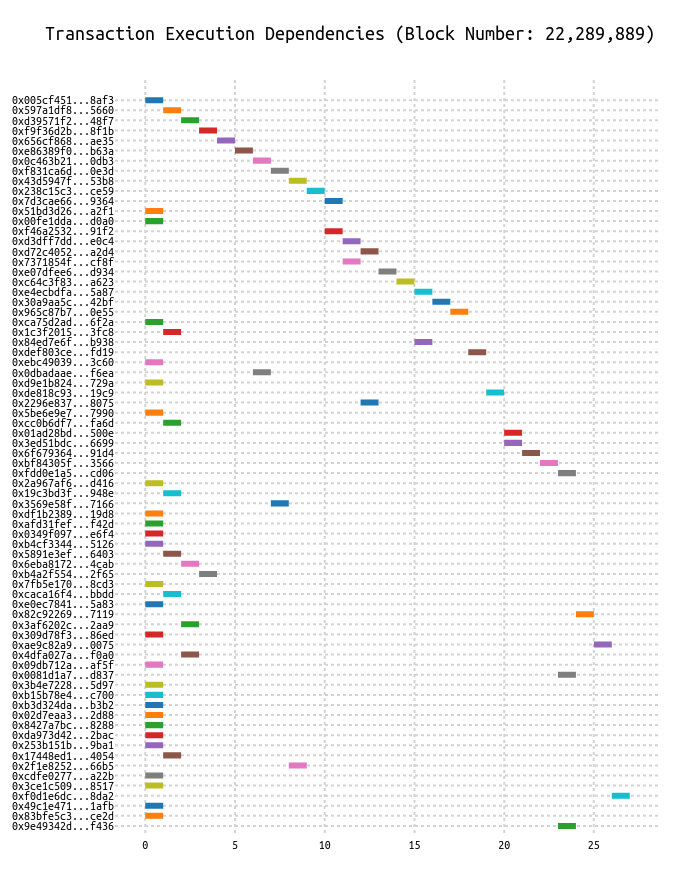 Transaction Execution Dependencies (Block Number: 22,289,889)
0x005cf451...8af3
0x597a1df8...5660
0xd39571f2...48f7
0xf9f36d2b...8f1b
0x656cf868...ae35
0xe86389f0...b63a
0x0c463b21...0db3
0xf831ca6d...0e3d
0x43d5947f...53b8
0x238c15c3...ce59
0x7d3cae66...9364
0x51bd3d26...a2f1
0x00fe1dda...d0a0
0xf46a2532...91f2
0xd3dff7dd...e0c4
0xd72c4052...a2d4
0x7371854f...cf8f
0xe07dfee6...d934
0xc64c3f83...a623
0xe4ecbdfa...5a87
0x30a9aa5c...42bf
0x965c87b7...0e55
0xca75d2ad...6f2a
0x1c3f2015...3fc8
0x84ed7e6f...b938
0xdef803ce...fd19
0xebc49039...3c60
0x0dbadaae...f6ea
0xd9e1b824...729a
0xde818c93...19c9
0x2296e837...8075
0x5be6e9e7...7990
0xcc0b6df7...fa6d
0x01ad28bd...500e
0x3ed51bdc...6699
0x6f679364...91d4
0xbf84305f...3566
0xfdd0e1a5...cd06
0x2a967af6...d416
0x19c3bd3f...948e
0x3569e58f...7166
0xdf1b2389...19d8
0xafd31fef...f42d
0x0349f097...e6f4
0xb4cf3344...5126
0x5891e3ef...6403
0x6eba8172...4cab
0xb4a2f554...2f65
0x7fb5e170...8cd3
0xcaca16f4...bbdd
0xe0ec7841...5a83
0x82c92269...7119
0x3af6202c...2aa9
0x309d78f3...86ed
0xae9c82a9...0075
0x4dfa027a...f0a0
0x09db712a...af5f
0x0081d1a7...d837
0x3b4e7228...5d97
0xb15b78e4...c700
0xb3d324da...b3b2
0x02d7eaa3...2d88
0x8427a7bc...8288
0xda973d42...2bac
0x253b151b...9ba1
0x17448ed1...4054
0x2f1e8252...66b5
0xcdfe0277...a22b
0x3ce1c509...8517
0xf0d1e6dc...8da2
0x49c1e471...1afb
0x83bfe5c3...ce2d
0x9e49342d...f436
0 5 10 15 20 25